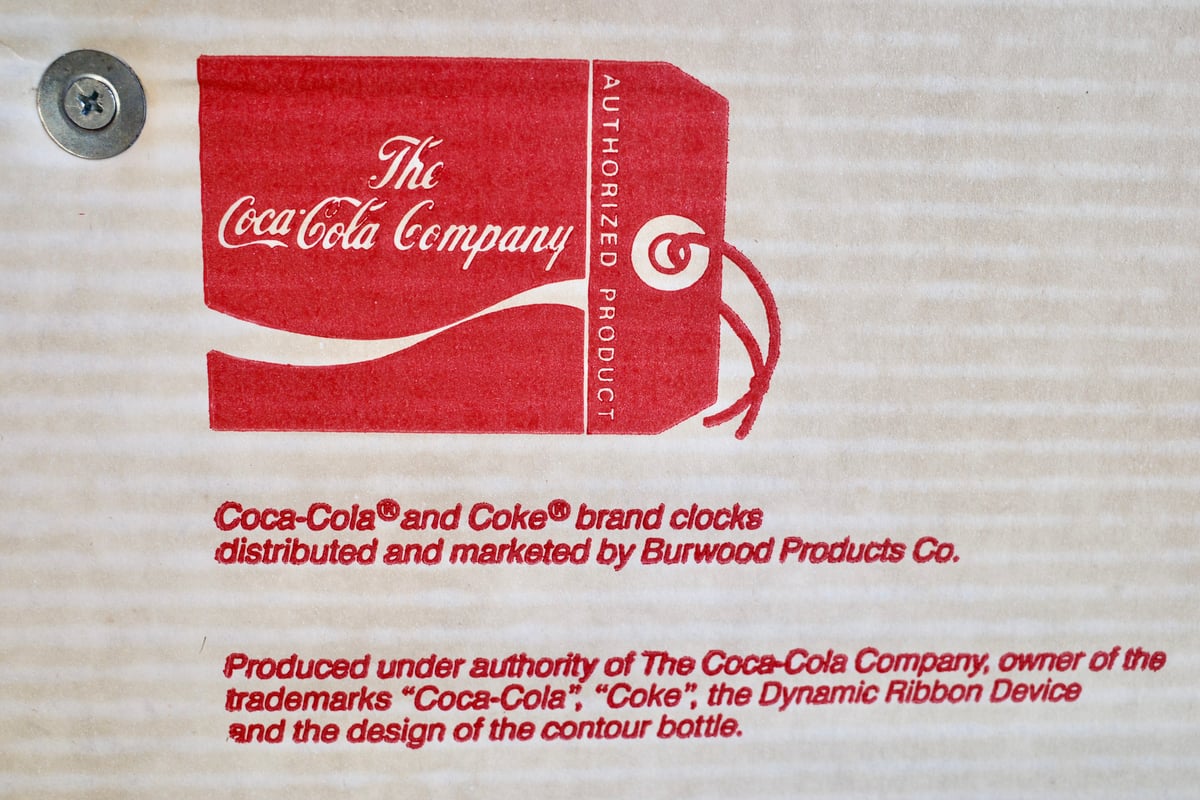 The
Coca-Cola Company
AUTHORIZED PRODUCT
Coca-Cola® and Coke® brand clocks
distributed and marketed by Burwood Products Co.
Produced under authority of The Coca-Cola Company, owner of the
trademarks “Coca-Cola”, “Coke”, the Dynamic Ribbon Device
and the design of the contour bottle.